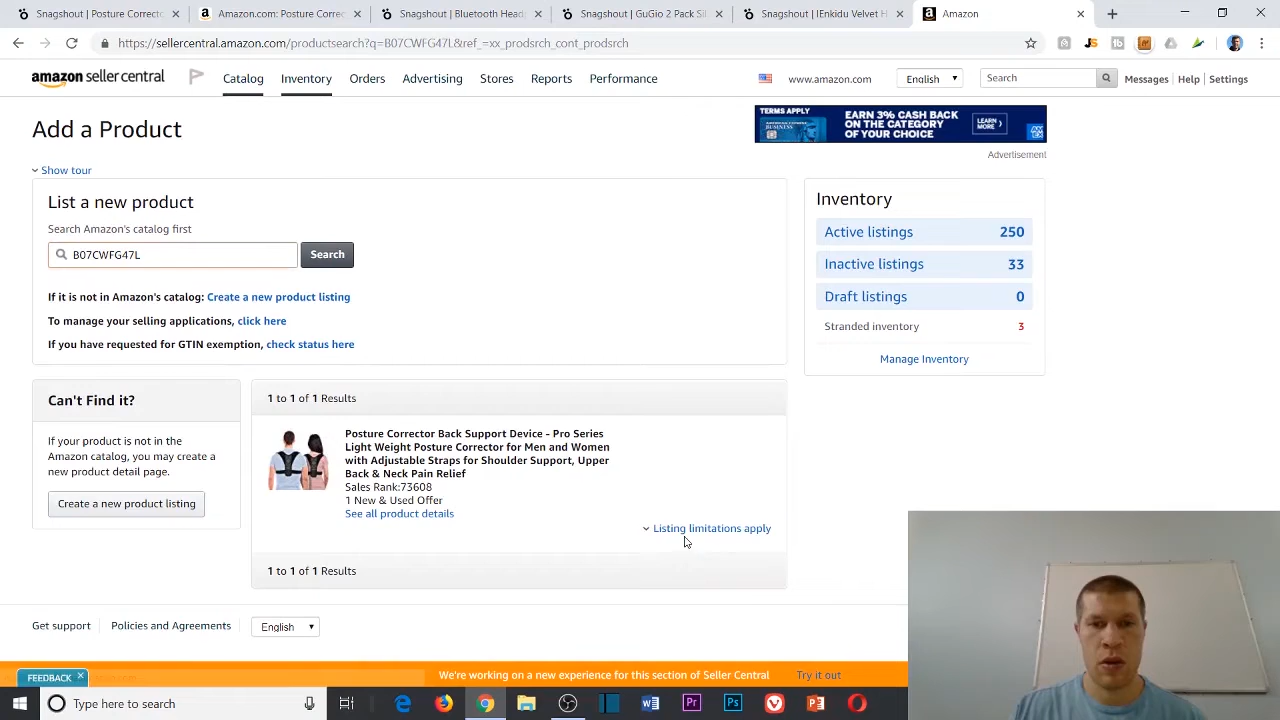 Snagshout | Posture Corrector
Amazon.com: Posture Correc
Snagshout | Bluetooth Head
Snagshout | GuGio 2 Pack Sil
Snagshout | lEnkidu Velvet H
Amazon
https://sellercentral.amazon.com/productsearch?q=B07CWFG47L&ref_=xx_prodsrch_cont_prodsrch
amazon seller central
Catalog Inventory Orders Advertising Stores Reports Performance
www.amazon.com English Search Messages | Help | Settings
Add a Product
TERMS APPLY
EARN 3% CASH BACK
ON THE CATEGORY
OF YOUR CHOICE
LEARN
MORE
Advertisement
Show tour
List a new product
Search Amazon's catalog first
B07CWFG47L Search
If it is not in Amazon's catalog: Create a new product listing
To manage your selling applications, click here
If you have requested for GTIN exemption, check status here
Inventory
Active listings 250
Inactive listings 33
Draft listings 0
Stranded inventory 3
Manage Inventory
Can't Find it?
If your product is not in the
Amazon catalog, you may create a
new product detail page.
Create a new product listing
1 to 1 of 1 Results
Posture Corrector Back Support Device - Pro Series
Light Weight Posture Corrector for Men and Women
with Adjustable Straps for Shoulder Support, Upper
Back & Neck Pain Relief
Sales Rank:73608
1 New & Used Offer
See all product details
Listing limitations apply
1 to 1 of 1 Results
Get support Policies and Agreements English
FEEDBACK
We're working on a new experience for this section of Seller Central Try it out
Type here to search